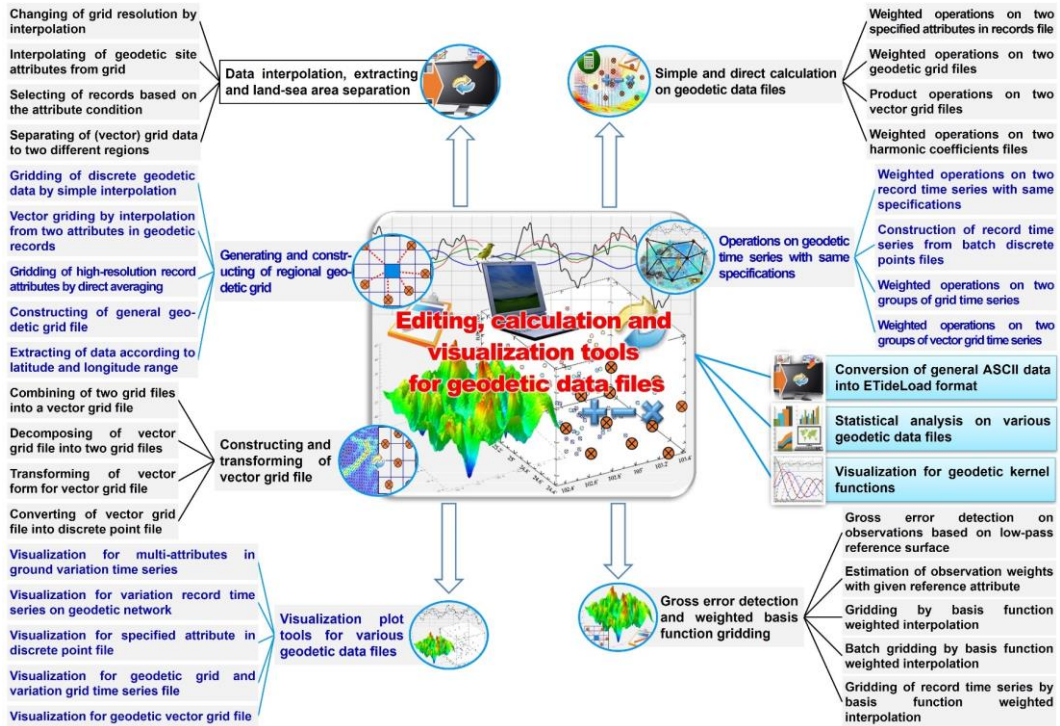 Changing of grid resolution by
interpolation
Interpolating of geodetic site
attributes from grid
Selecting of records based on
the attribute condition
Separating of (vector) grid data
to two different regions
Data interpolation, extracting
and land-sea area separation
Gridding of discrete geodetic
data by simple interpolation
Vector griding by interpolation
from two attributes in geodetic
records
Gridding of high-resolution record
attributes by direct averaging
Constructing of general geo-
detic grid file
Extracting of data according to
latitude and longitude range
Generating and constr-
ucting of regional geo-
detic grid
Combining of two grid files
into a vector grid file
Decomposing of vector
grid file into two grid files
Transforming of vector
form for vector grid file
Converting of vector grid
file into discrete point file
Constructing and
transforming of
vector grid file
Visualization for multi-attributes in
ground variation time series
Visualization for variation record time
series on geodetic network
Visualization for specified attribute in
discrete point file
Visualization for geodetic grid and
variation grid time series file
Visualization for geodetic vector grid file
Visualization plot
tools for various
geodetic data files
Editing, calculation and
visualization tools
for geodetic data files
Simple and direct calculation
on geodetic data files
Weighted operations on two
specified attributes in records file
Weighted operations on two
geodetic grid files
Product operations on two
vector grid files
Weighted operations on two
harmonic coefficients files
Operations on geodetic
time series with same
specifications
Weighted operations on two
record time series with same
specifications
Construction of record time
series from batch discrete
points files
Weighted operations on two
groups of grid time series
Weighted operations on two
groups of vector grid time series
Conversion of general ASCII data
into ETideLoad format
Statistical analysis on various
geodetic data files
Visualization for geodetic kernel
functions
Gross error detection
and weighted basis
function gridding
Gross error detection on
observations based on low-pass
reference surface
Estimation of observation weights
with given reference attribute
Gridding by basis function
weighted interpolation
Batch gridding by basis function
weighted interpolation
Gridding of record time series by
basis function weighted
interpolation